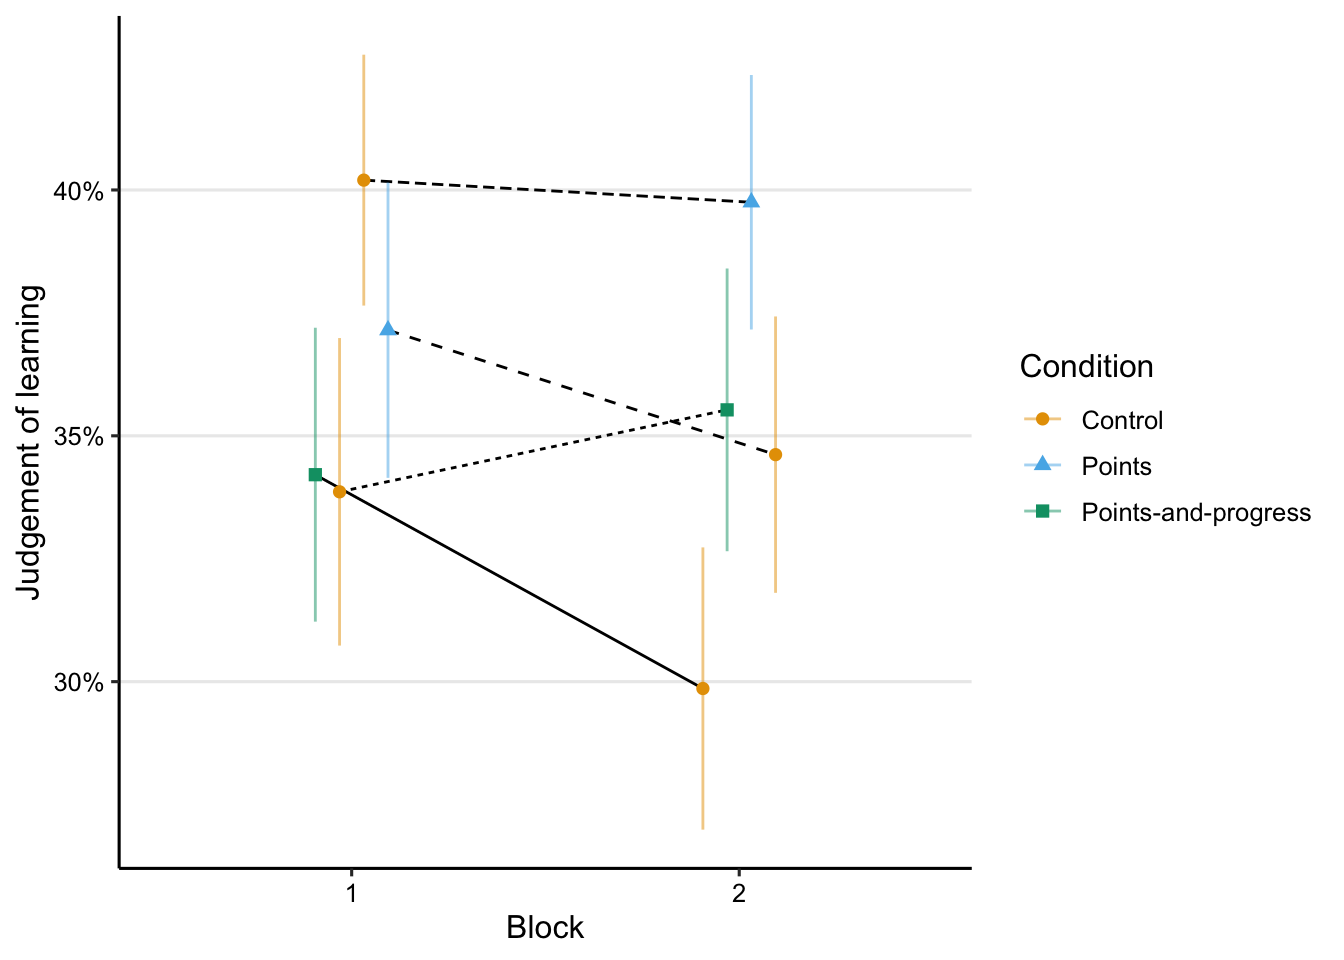 Judgement of learning
40%
35%
30%
1
2
Block
Condition
Control
Points
Points-and-progress